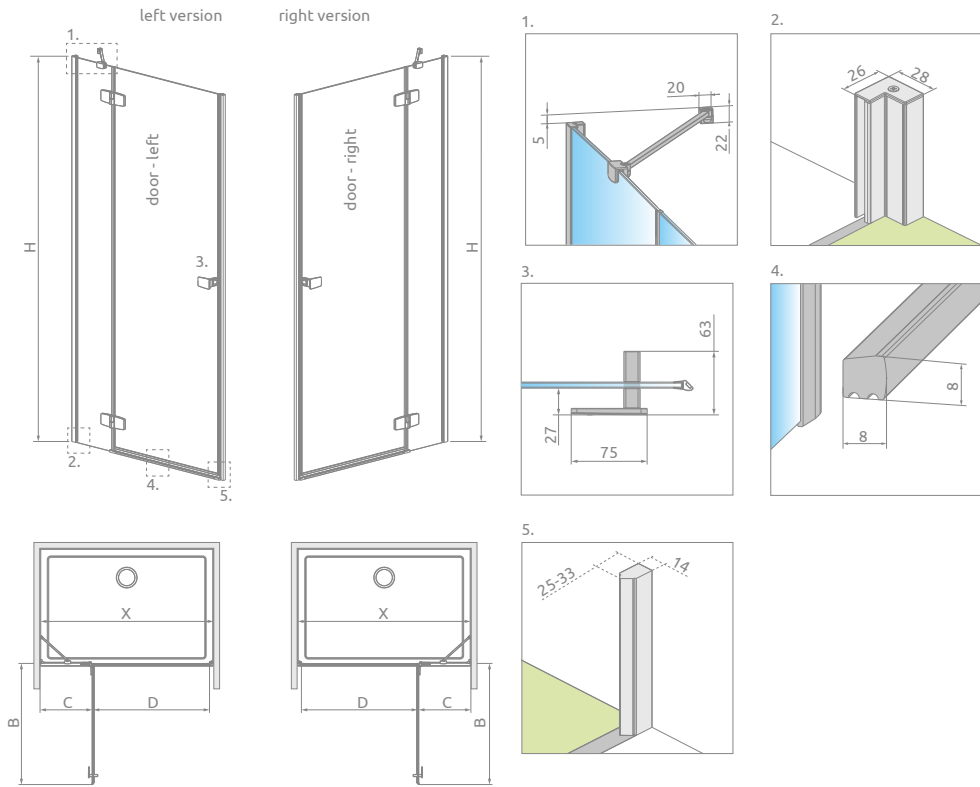 left version
right version
1.
door - left
H
3.
2.
4.
5.
door - right
H
1.
20
5
22
2.
26
28
3.
63
27
75
4.
8
8
X
C
D
B
X
D
C
B
5.
25-33
14